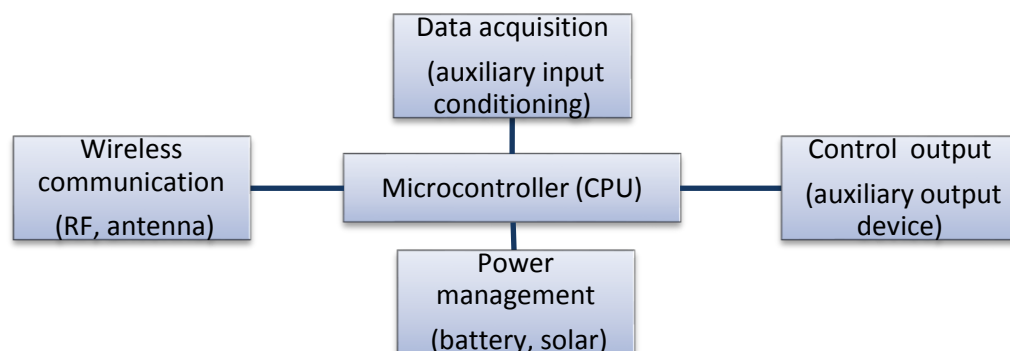 Data acquisition
(auxiliary input
conditioning)
Wireless
communication
(RF, antenna)
Microcontroller (CPU)
Control output
(auxiliary output
device)
Power
management
(battery, solar)